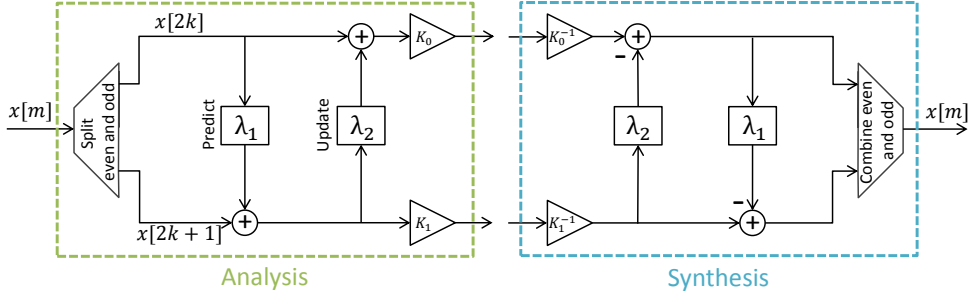 x[m]
Split
even and odd
x[2k]
x[2k + 1]
Predict
λ₁
Update
λ₂
+
+
K₀
K₁
Analysis
K₀⁻¹
K₁⁻¹
-
+
λ₂
λ₁
-
+
Combine even
and odd
x[m]
Synthesis